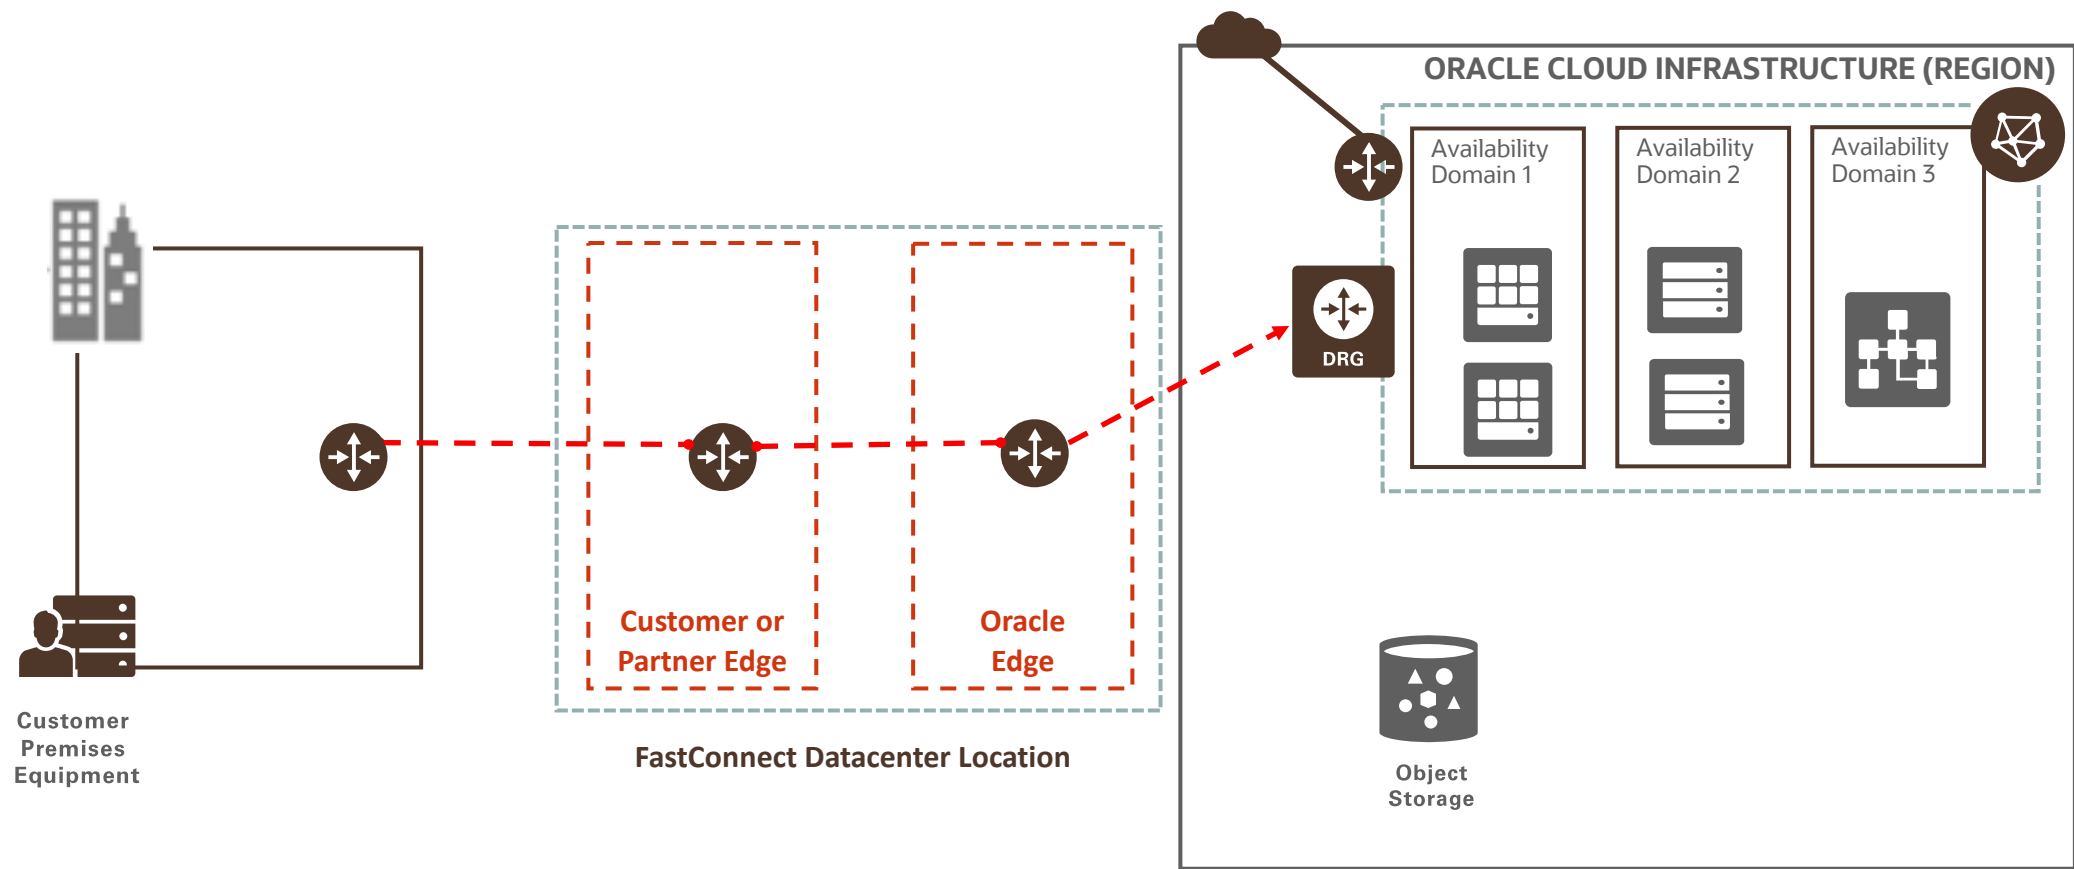 ORACLE CLOUD INFRASTRUCTURE (REGION)
Availability
Domain 1
Availability
Domain 2
Availability
Domain 3
DRG
Customer or
Partner Edge
Oracle
Edge
Customer
Premises
Equipment
FastConnect Datacenter Location
Object
Storage